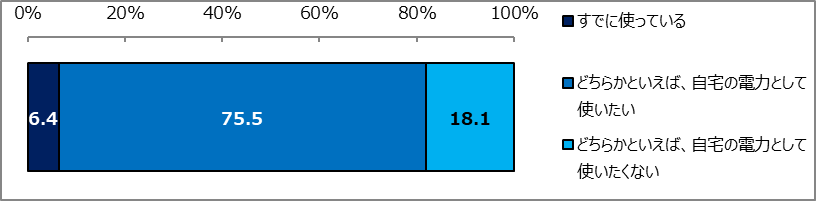 0% 20% 40% 60% 80% 100%
6.4 75.5 18.1
すでに使っている
どちらかといえば、自宅の電力として
使いたい
どちらかといえば、自宅の電力として
使いたくない